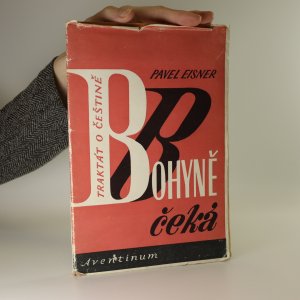 PAVEL EISNER
TRAKTÁT O ČEŠTINĚ
BOHYNĚ
čeká
Aventinum